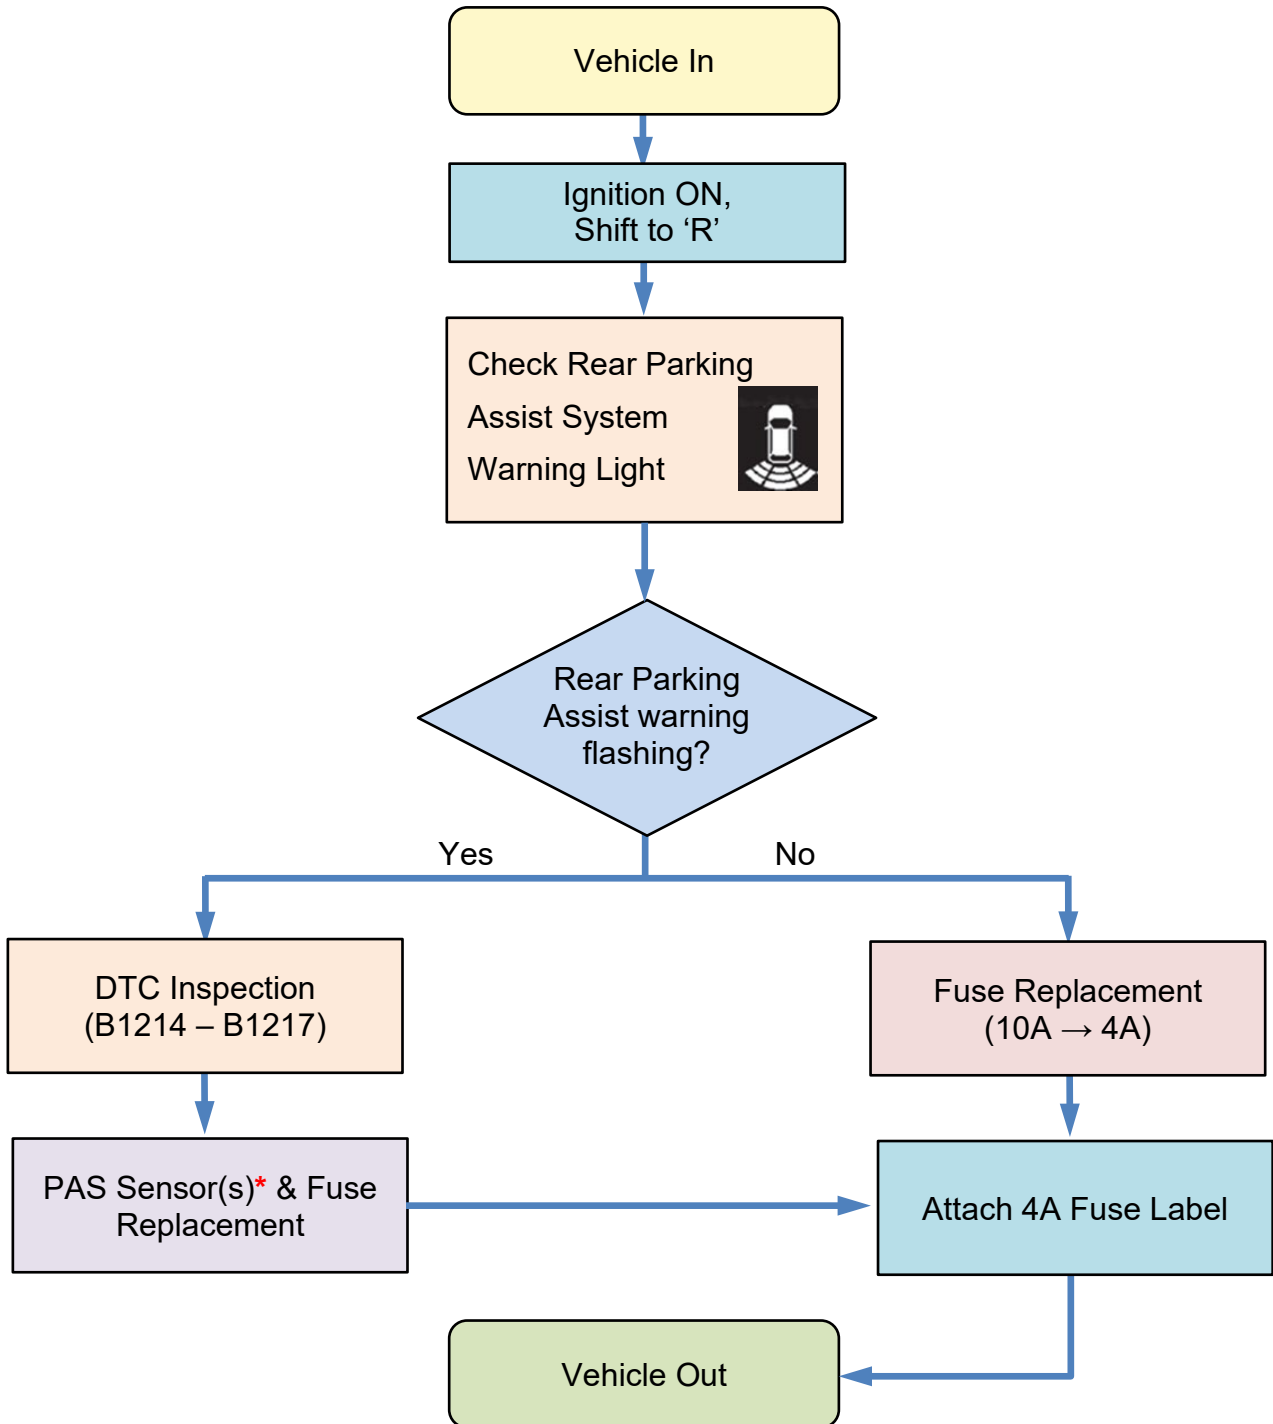 Vehicle In
Ignition ON,
Shift to ‘R’
Check Rear Parking
Assist System
Warning Light
Rear Parking
Assist warning
flashing?
Yes
No
DTC Inspection
(B1214 – B1217)
Fuse Replacement
(10A → 4A)
PAS Sensor(s)* & Fuse
Replacement
Attach 4A Fuse Label
Vehicle Out